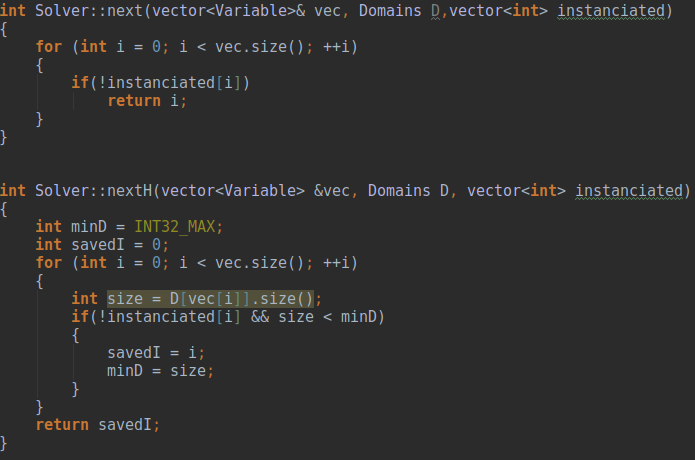 int Solver::next(vector<Variable>& vec, Domains D,vector<int> instanciated)
{
    for (int i = 0; i < vec.size(); ++i)
    {
        if(!instanciated[i])
            return i;
    }
}
int Solver::nextH(vector<Variable> &vec, Domains D, vector<int> instanciated)
{
    int minD = INT32_MAX;
    int savedI = 0;
    for (int i = 0; i < vec.size(); ++i)
    {
        int size = D[vec[i]].size();
        if(!instanciated[i] && size < minD)
        {
            savedI = i;
            minD = size;
        }
    }
    return savedI;
}